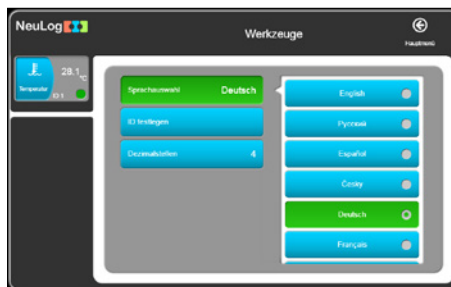 NeuLog
Werkzeuge
Hauptmenü
28.1 °C
Temperatur
ID 1
Sprachauswahl Deutsch
ID festlegen
Dezimalstellen 4
English
Русский
Español
Česky
Deutsch
Français